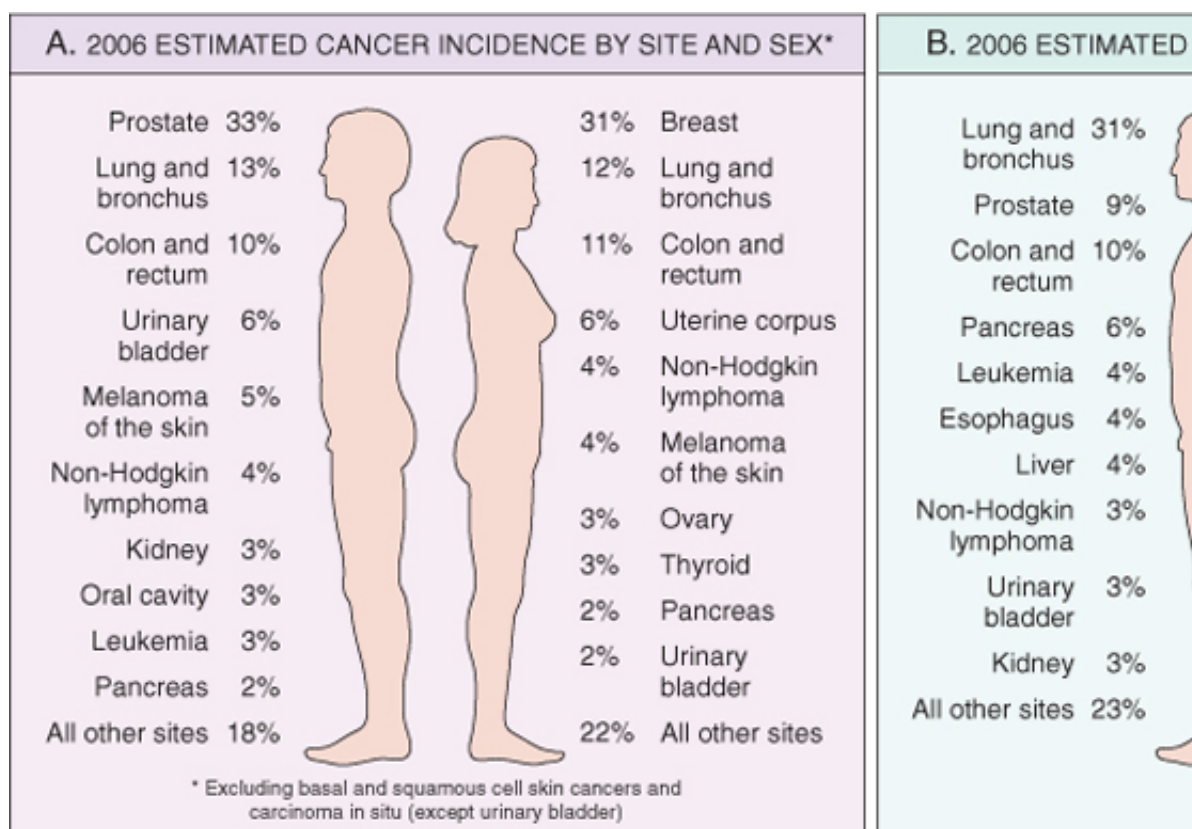 A. 2006 ESTIMATED CANCER INCIDENCE BY SITE AND SEX*
Prostate 33%
Lung and 13%
bronchus
Colon and 10%
rectum
Urinary 6%
bladder
Melanoma 5%
of the skin
Non-Hodgkin 4%
lymphoma
Kidney 3%
Oral cavity 3%
Leukemia 3%
Pancreas 2%
All other sites 18%
31% Breast
12% Lung and
bronchus
11% Colon and
rectum
6% Uterine corpus
4% Non-Hodgkin
lymphoma
4% Melanoma
of the skin
3% Ovary
3% Thyroid
2% Pancreas
2% Urinary
bladder
22% All other sites
* Excluding basal and squamous cell skin cancers and
carcinoma in situ (except urinary bladder)
B. 2006 ESTIMATED
Lung and 31%
bronchus
Prostate 9%
Colon and 10%
rectum
Pancreas 6%
Leukemia 4%
Esophagus 4%
Liver 4%
Non-Hodgkin 3%
lymphoma
Urinary 3%
bladder
Kidney 3%
All other sites 23%